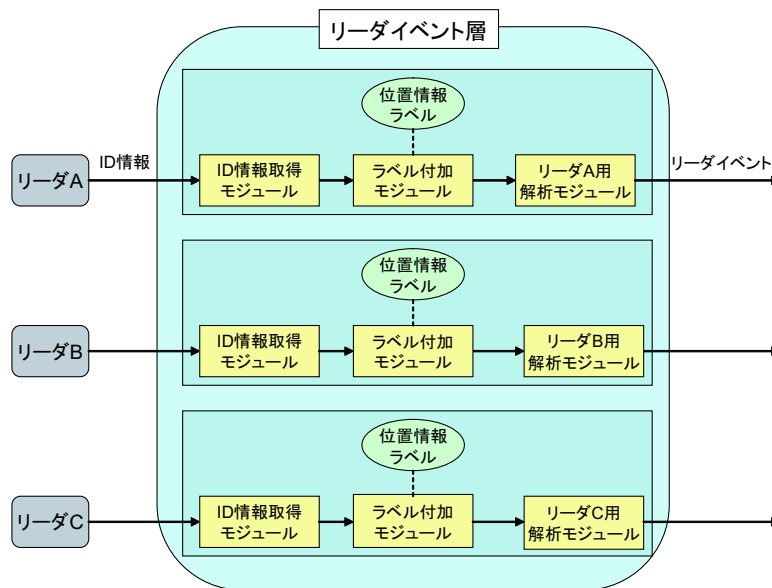 リーダイベント層
位置情報
ラベル
ID情報
リーダA
ID情報取得
モジュール
ラベル付加
モジュール
リーダA用
解析モジュール
リーダイベント
位置情報
ラベル
リーダB
ID情報取得
モジュール
ラベル付加
モジュール
リーダB用
解析モジュール
位置情報
ラベル
リーダC
ID情報取得
モジュール
ラベル付加
モジュール
リーダC用
解析モジュール